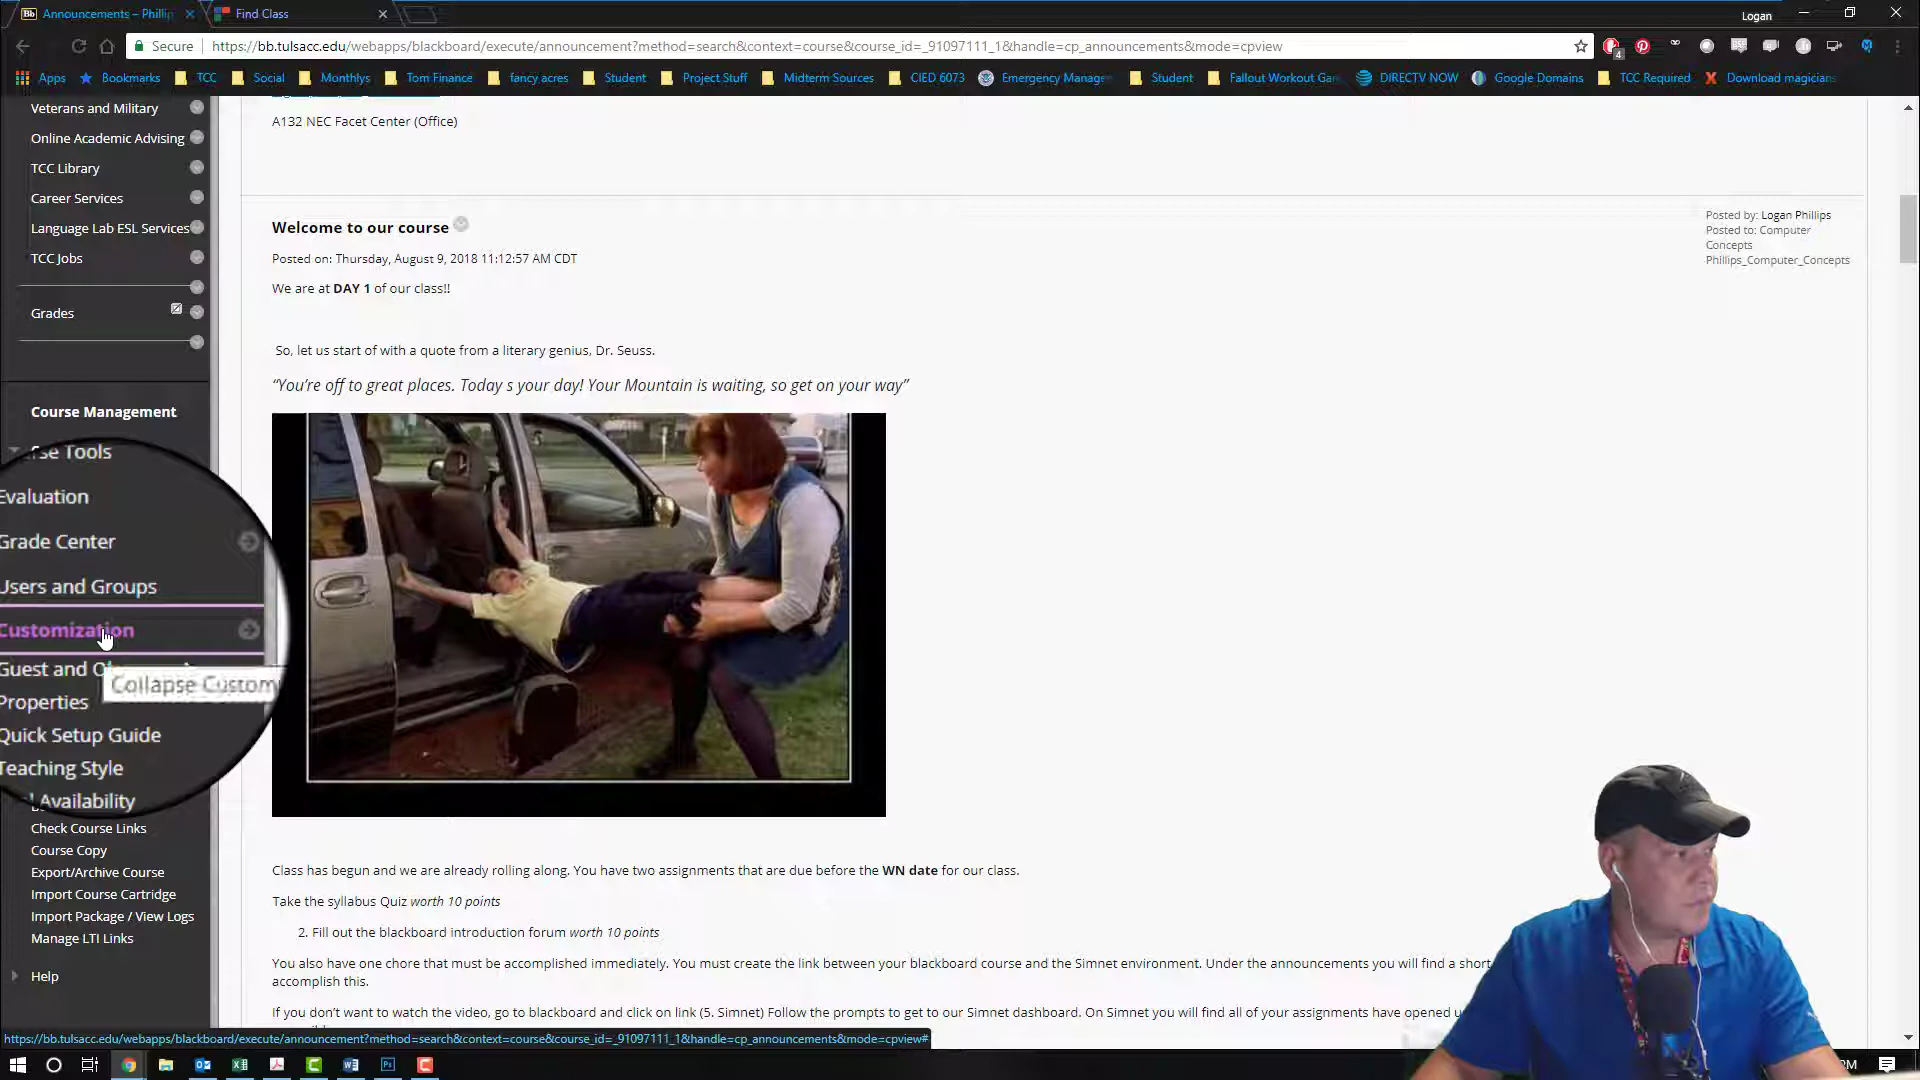 Announcements – Phillip
Find Class
Logan
Secure
https://bb.tulsacc.edu/webapps/blackboard/execute/announcement?method=search&context=course&course_id=_91097111_1&handle=cp_announcements&mode=cpview
4
Apps Bookmarks TCC Social Monthlys Tom Finance fancy acres Student Project Stuff Midterm Sources CIED 6073 Emergency Manage Student Fallout Workout Gar DIRECTV NOW Google Domains TCC Required Download magician
Veterans and Military
Online Academic Advising
TCC Library
Career Services
Language Lab ESL Services
TCC Jobs
Grades
Course Management
rse Tools
Evaluation
Grade Center
Users and Groups
Customization
Guest and O
Collapse Custom
Properties
Quick Setup Guide
Teaching Style
Availability
Check Course Links
Course Copy
Export/Archive Course
Import Course Cartridge
Import Package / View Logs
Manage LTI Links
Help
A132 NEC Facet Center (Office)
Welcome to our course
Posted on: Thursday, August 9, 2018 11:12:57 AM CDT
Posted by: Logan Phillips
Posted to: Computer
Concepts
Phillips_Computer_Concepts
We are at DAY 1 of our class!!
So, let us start of with a quote from a literary genius, Dr. Seuss.
“You’re off to great places. Today s your day! Your Mountain is waiting, so get on your way”
Class has begun and we are already rolling along. You have two assignments that are due before the WN date for our class.
Take the syllabus Quiz worth 10 points
2. Fill out the blackboard introduction forum worth 10 points
You also have one chore that must be accomplished immediately. You must create the link between your blackboard course and the Simnet environment. Under the announcements you will find a short
accomplish this.
If you don’t want to watch the video, go to blackboard and click on link (5. Simnet) Follow the prompts to get to our Simnet dashboard. On Simnet you will find all of your assignments have opened u
https://bb.tulsacc.edu/webapps/blackboard/execute/announcement?method=search&context=course&course_id=_91097111_1&handle=cp_announcements&mode=cpview#
PM